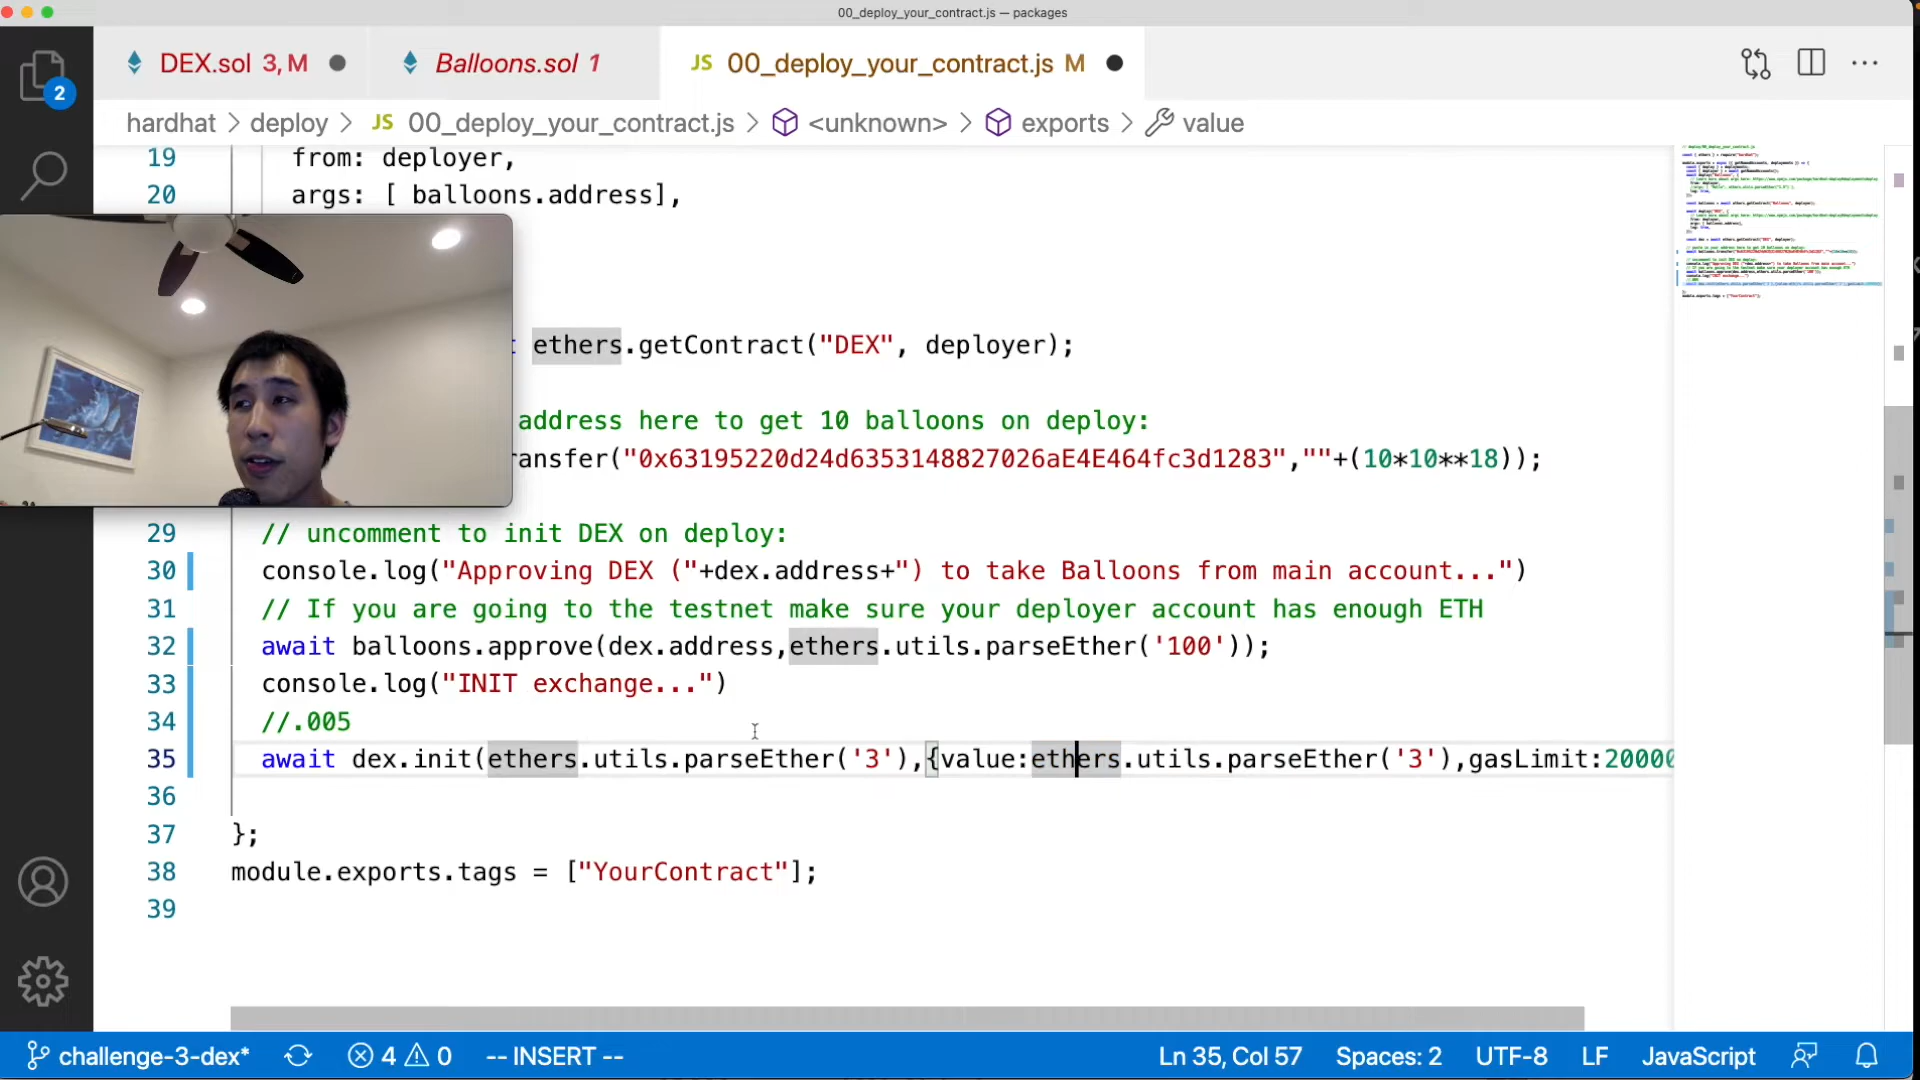 00_deploy_your_contract.js — packages
DEX.sol 3, M
Balloons.sol 1
JS 00_deploy_your_contract.js M
2
hardhat > deploy > JS 00_deploy_your_contract.js > <unknown> > exports > value
19 from: deployer,
20 args: [ balloons.address],
ethers.getContract("DEX", deployer);
address here to get 10 balloons on deploy:
ransfer("0x63195220d24d6353148827026aE4E464fc3d1283",""+(10*10**18));
29 // uncomment to init DEX on deploy:
30 console.log("Approving DEX ("+dex.address+") to take Balloons from main account...")
31 // If you are going to the testnet make sure your deployer account has enough ETH
32 await balloons.approve(dex.address,ethers.utils.parseEther('100'));
33 console.log("INIT exchange...")
34 //.005
35 await dex.init(ethers.utils.parseEther('3'),{value:ethers.utils.parseEther('3'),gasLimit:20000
36
37 };
38 module.exports.tags = ["YourContract"];
39
challenge-3-dex* 4 0 -- INSERT -- Ln 35, Col 57 Spaces: 2 UTF-8 LF JavaScript